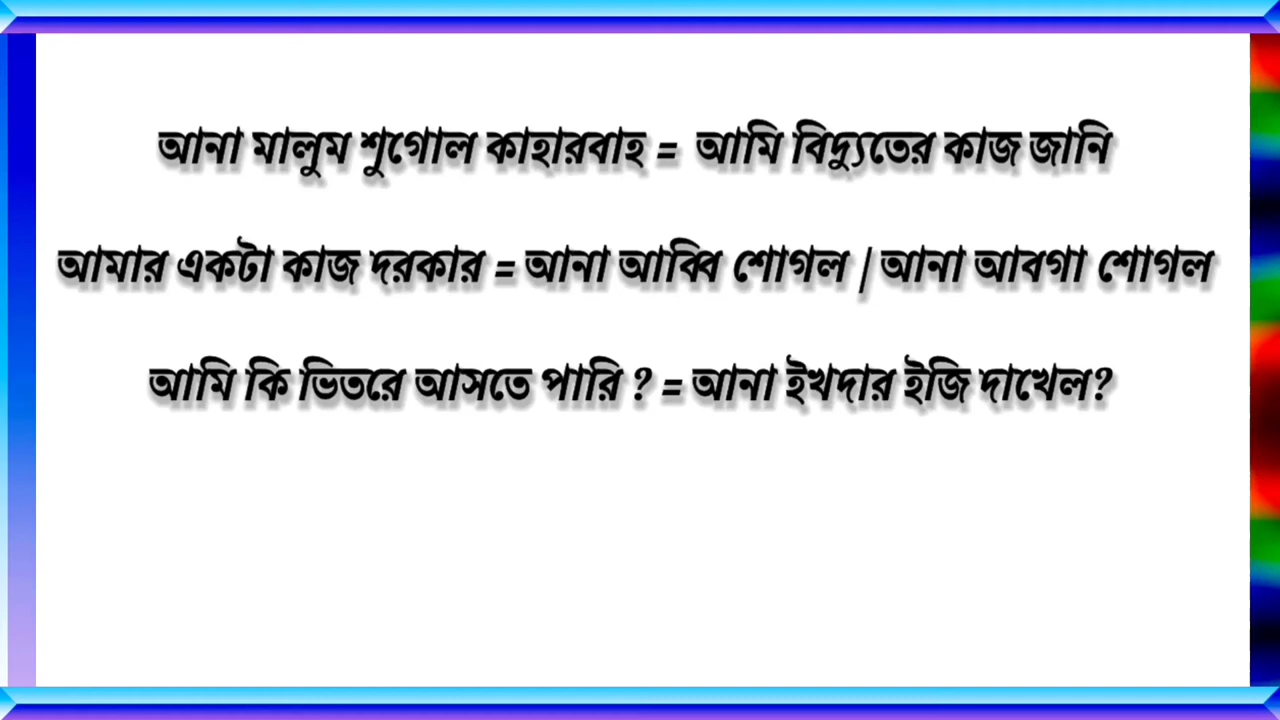 আনা মালুম শুগোল কাহারবাহ = আমি বিদ্যুতের কাজ জানি
আমার একটা কাজ দরকার = আনা আব্বি শোগল / আনা আবগা শোগল
আমি কি ভিতরে আসতে পারি ? = আনা ইখদার ইজি দাখেল?